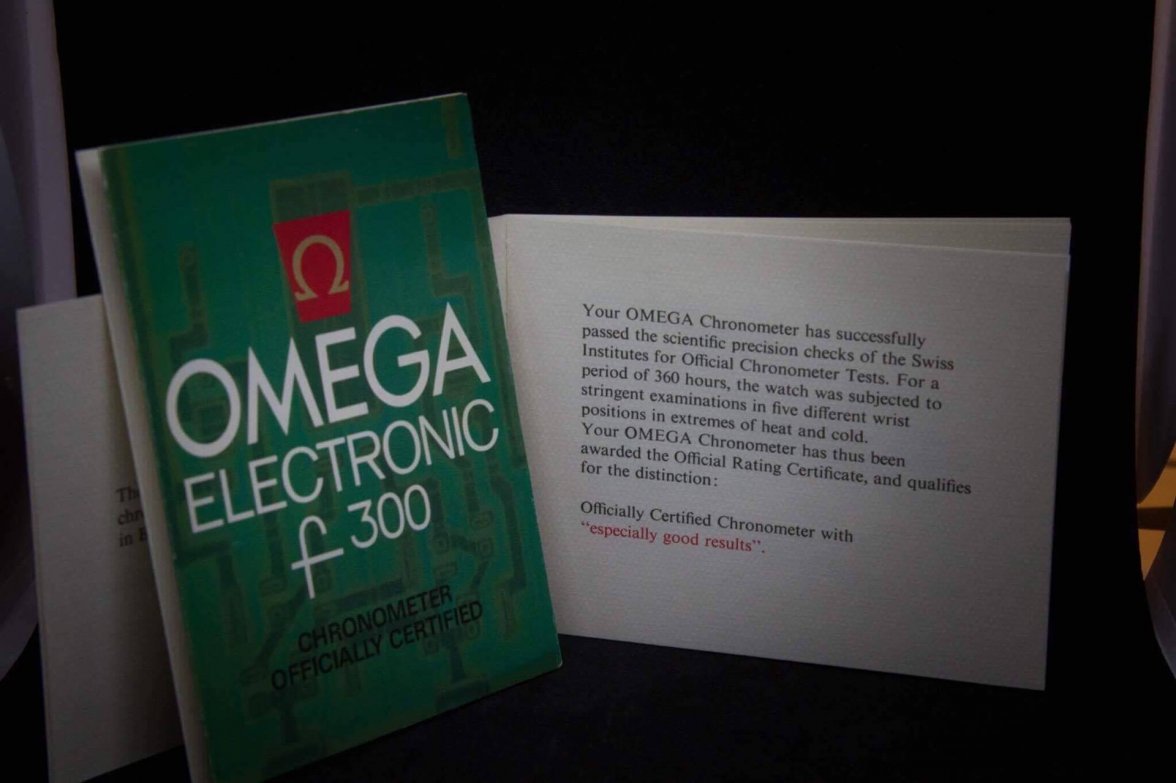 Ω
OMEGA
ELECTRONIC
f 300
CHRONOMETER
OFFICIALLY CERTIFIED
Your OMEGA Chronometer has successfully
passed the scientific precision checks of the Swiss
Institutes for Official Chronometer Tests. For a
period of 360 hours, the watch was subjected to
stringent examinations in five different wrist
positions in extremes of heat and cold.
Your OMEGA Chronometer has thus been
awarded the Official Rating Certificate, and qualifies
for the distinction:
Officially Certified Chronometer with
“especially good results”.
in